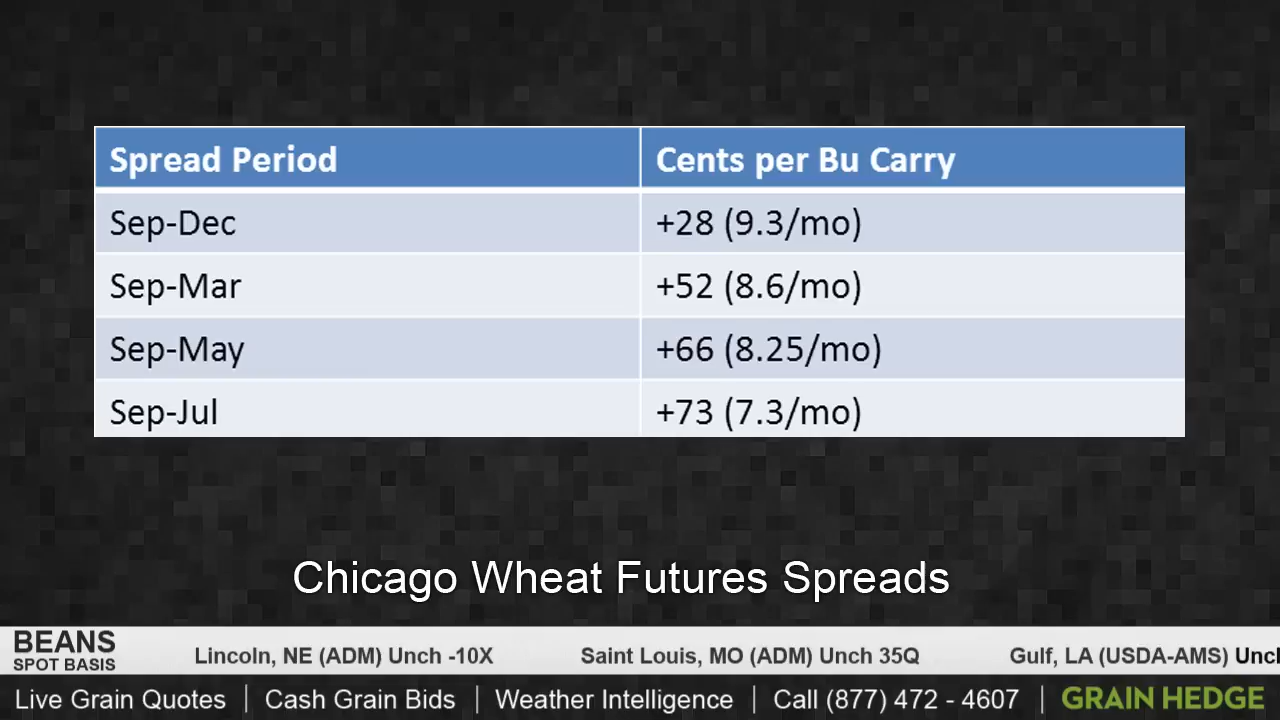 Spread Period Cents per Bu Carry
Sep-Dec +28 (9.3/mo)
Sep-Mar +52 (8.6/mo)
Sep-May +66 (8.25/mo)
Sep-Jul +73 (7.3/mo)
Chicago Wheat Futures Spreads
BEANS
SPOT BASIS
Lincoln, NE (ADM) Unch -10X Saint Louis, MO (ADM) Unch 35Q Gulf, LA (USDA-AMS)
Live Grain Quotes | Cash Grain Bids | Weather Intelligence | Call (877) 472 - 4607 | GRAIN HEDGE